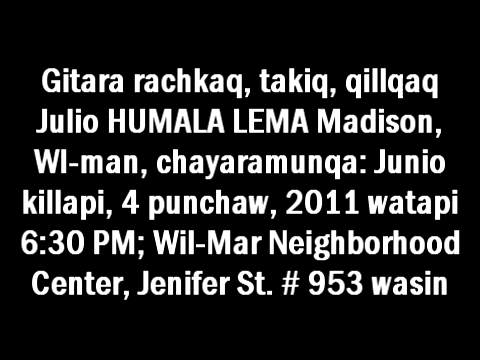 Gitara rachkaq, takiq, qillqaq
Julio HUMALA LEMA Madison,
WI-man, chayaramunqa: Junio
killapi, 4 punchaw, 2011 watapi
6:30 PM; Wil-Mar Neighborhood
Center, Jenifer St. # 953 wasin